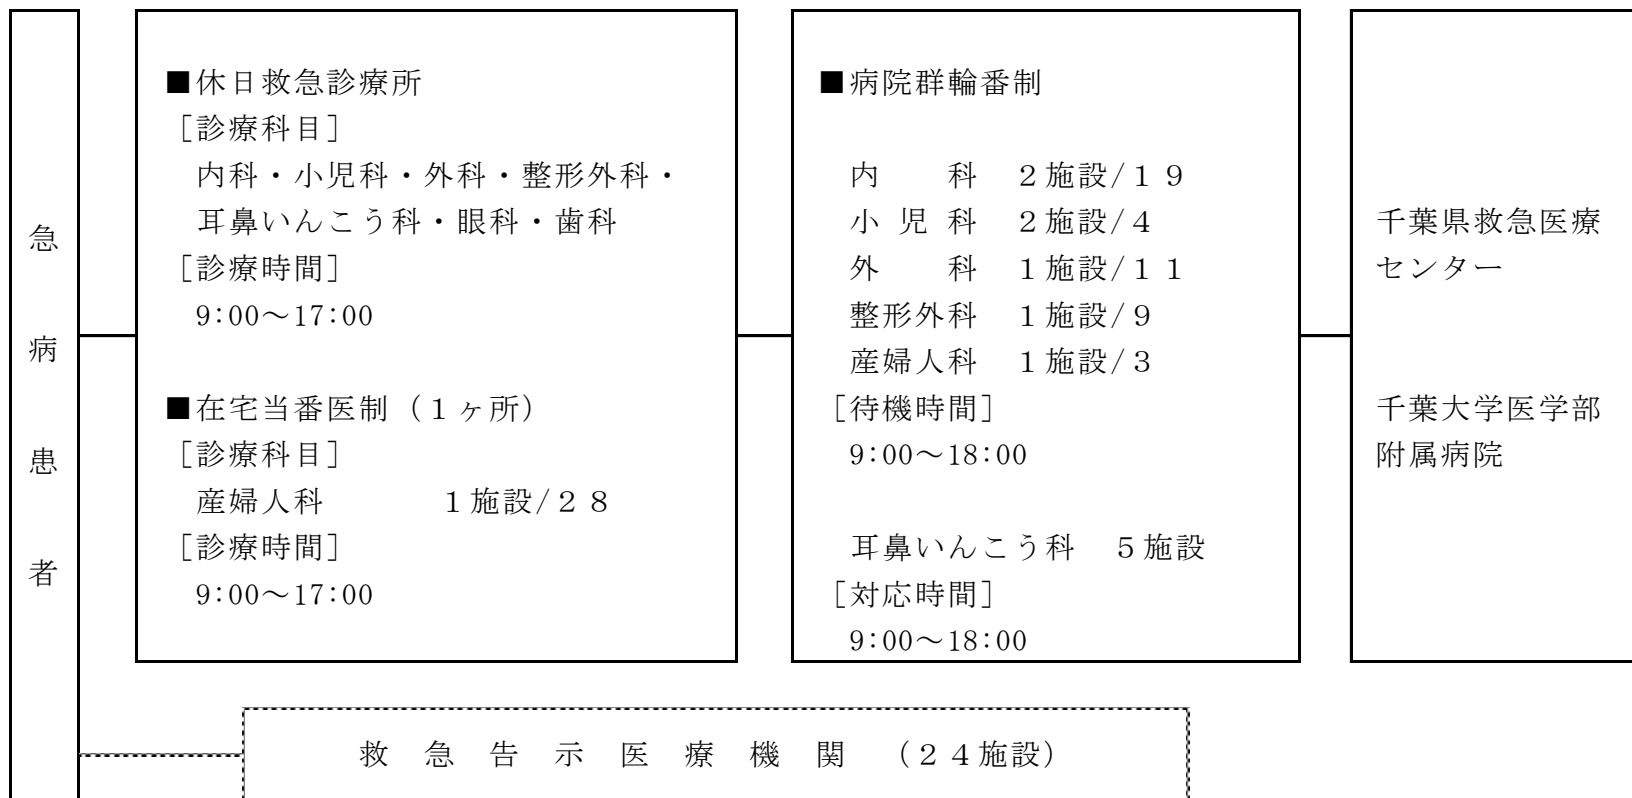 急病患者
■休日救急診療所
［診療科目］
内科・小児科・外科・整形外科・
耳鼻いんこう科・眼科・歯科
［診療時間］
9:00～17:00
■在宅当番医制（１ヶ所）
［診療科目］
産婦人科　１施設/２８
［診療時間］
9:00～17:00
■病院群輪番制
内　　科　２施設/１９
小 児 科　２施設/４
外　　科　１施設/１１
整形外科　１施設/９
産婦人科　１施設/３
［待機時間］
9:00～18:00
耳鼻いんこう科　５施設
［対応時間］
9:00～18:00
千葉県救急医療
センター
千葉大学医学部
附属病院
救　急　告　示　医　療　機　関　（２４施設）